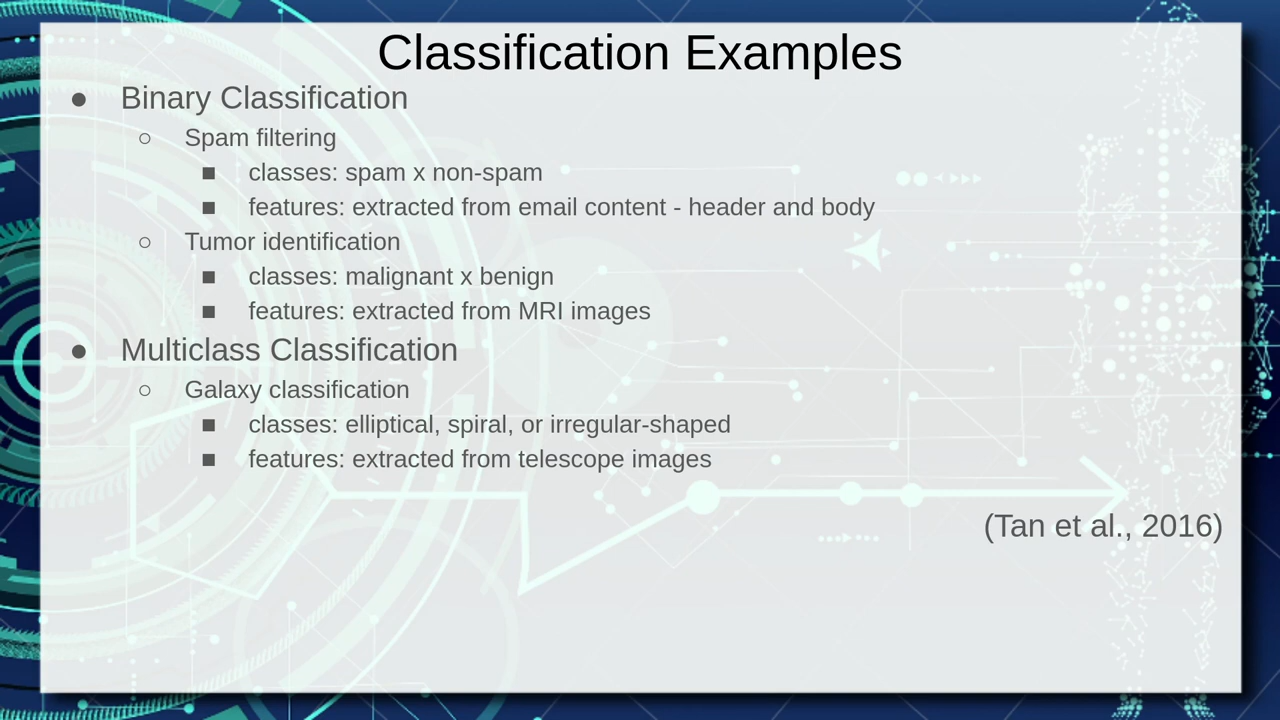 Classification Examples
● Binary Classification
○ Spam filtering
■ classes: spam x non-spam
■ features: extracted from email content - header and body
○ Tumor identification
■ classes: malignant x benign
■ features: extracted from MRI images
● Multiclass Classification
○ Galaxy classification
■ classes: elliptical, spiral, or irregular-shaped
■ features: extracted from telescope images
(Tan et al., 2016)